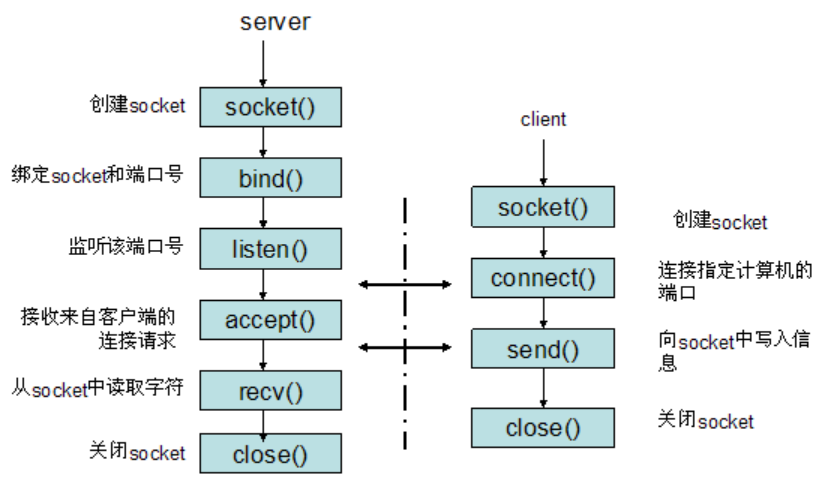 server
创建socket
socket()
绑定socket和端口号
bind()
监听该端口号
listen()
接收来自客户端的
连接请求
accept()
从socket中读取字符
recv()
关闭socket
close()
client
socket()
创建socket
connect()
连接指定计算机的
端口
send()
向socket中写入信
息
close()
关闭socket